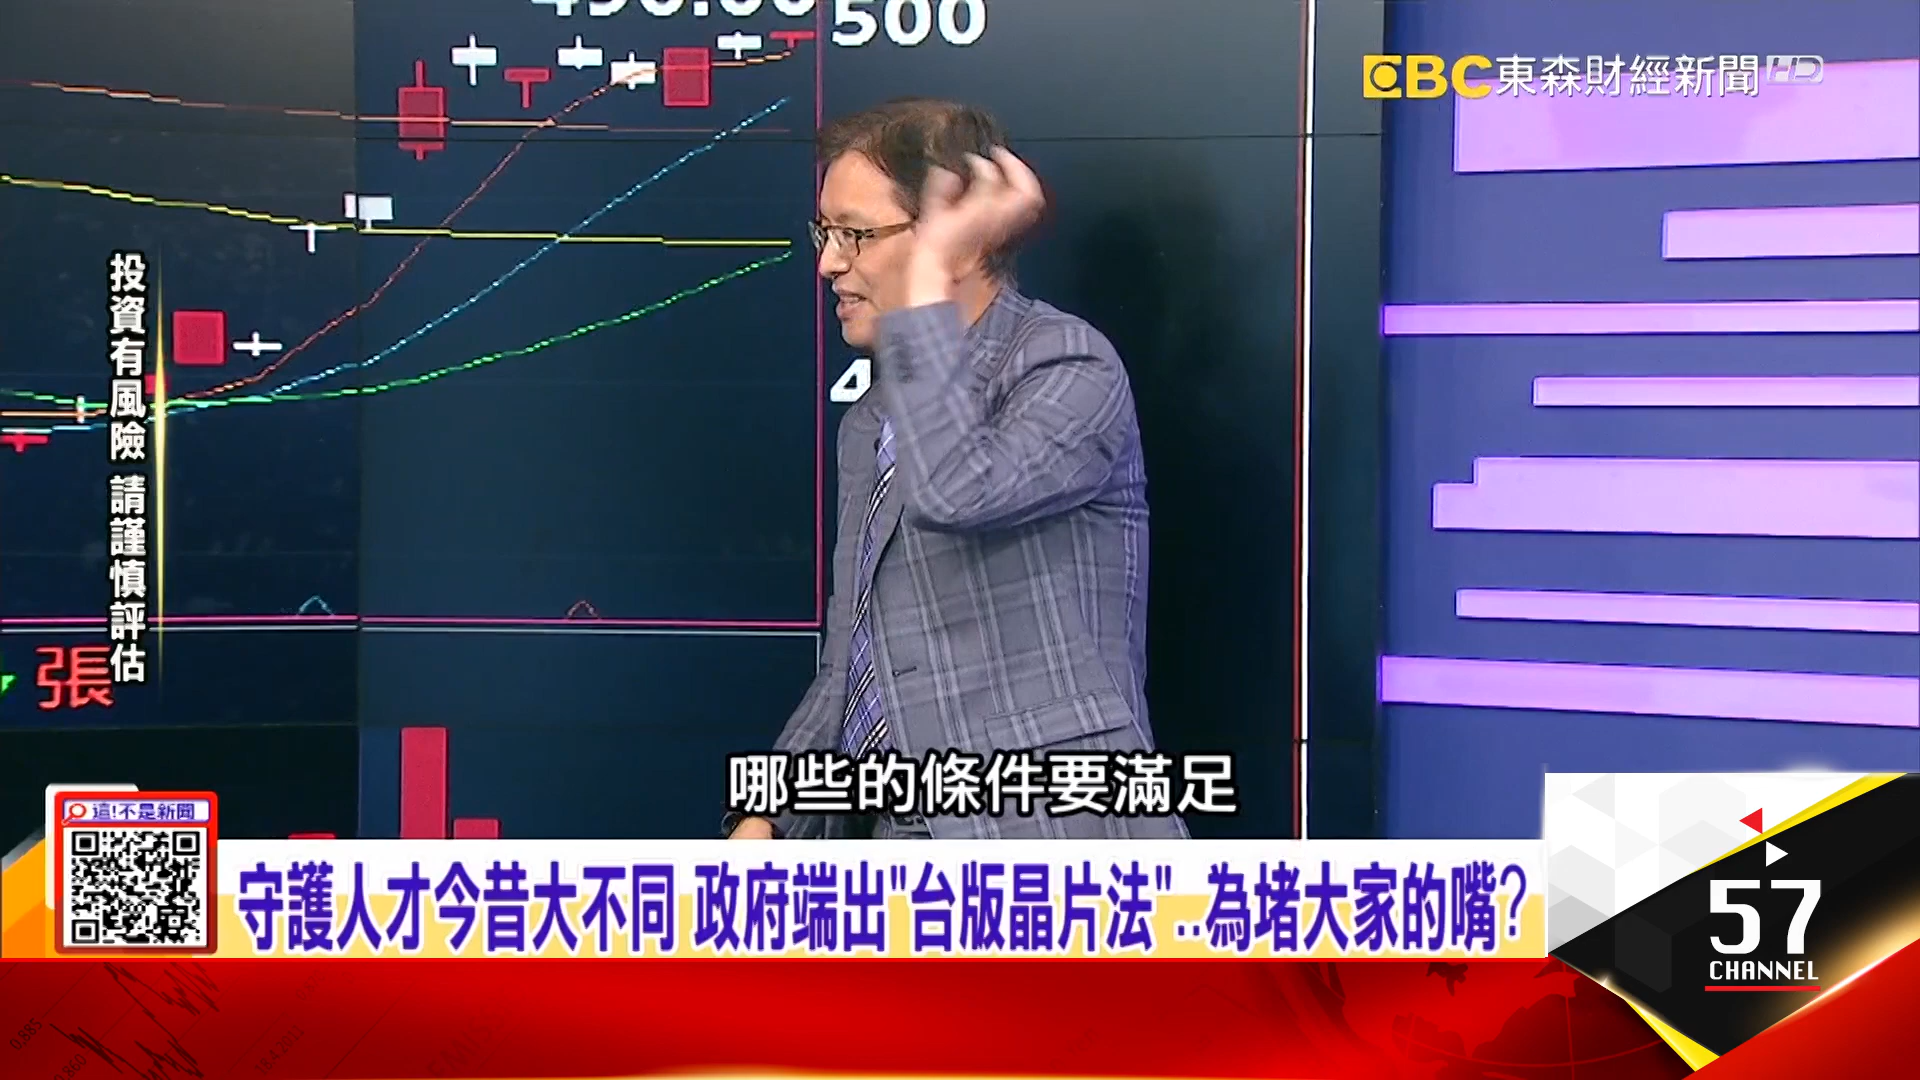 500
EBC 東森財經新聞 HD
投資有風險 請謹慎評估
4
張
哪些的條件要滿足
這!不是新聞
守護人才今昔大不同 政府端出"台版晶片法"..為堵大家的嘴?
57
CHANNEL